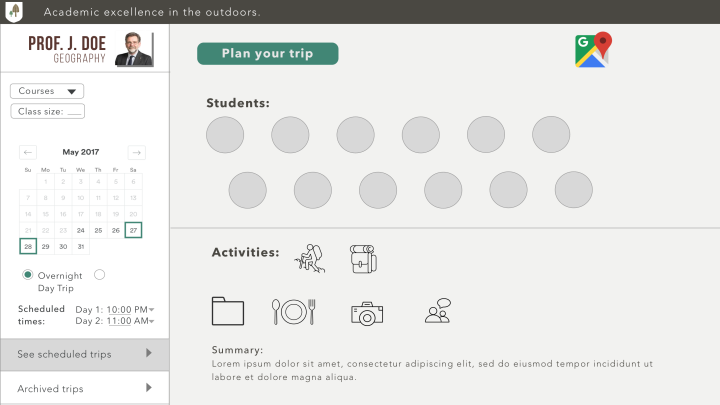 Academic excellence in the outdoors.
PROF. J. DOE
GEOGRAPHY
Courses
Class size: __
May 2017
Su Mo Tu We Th Fr Sa
1 2 3 4 5 6
7 8 9 10 11 12 13
14 15 16 17 18 19 20
21 22 23 24 25 26 27
28 29 30 31
Overnight
Day Trip
Scheduled times:
Day 1: 10:00 PM
Day 2: 11:00 AM
See scheduled trips
Archived trips
Plan your trip
G
Students:
Activities:
Summary:
Lorem ipsum dolor sit amet, consectetur adipiscing elit, sed do eiusmod tempor incididunt ut
labore et dolore magna aliqua.